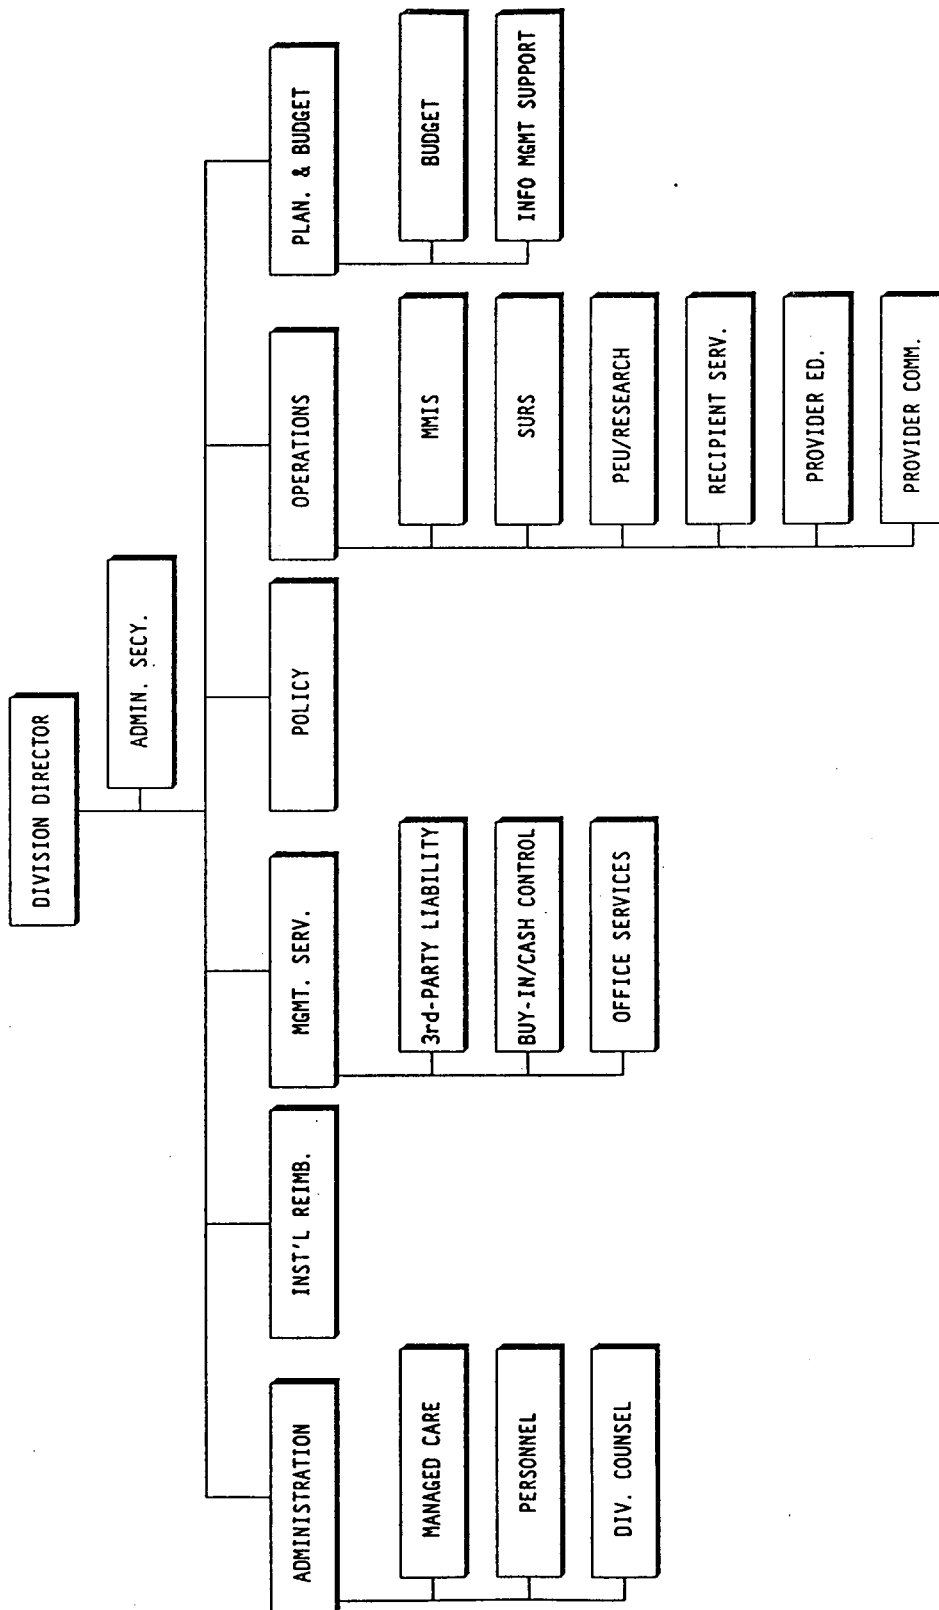 DIVISION DIRECTOR
ADMIN. SECY.
ADMINISTRATION
MANAGED CARE
PERSONNEL
DIV. COUNSEL
INST'L REIMB.
MGMT. SERV.
3rd-PARTY LIABILITY
BUY-IN/CASH CONTROL
OFFICE SERVICES
POLICY
OPERATIONS
MMIS
SURS
PEU/RESEARCH
RECIPIENT SERV.
PROVIDER ED.
PROVIDER COMM.
PLAN. & BUDGET
BUDGET
INFO MGMT SUPPORT